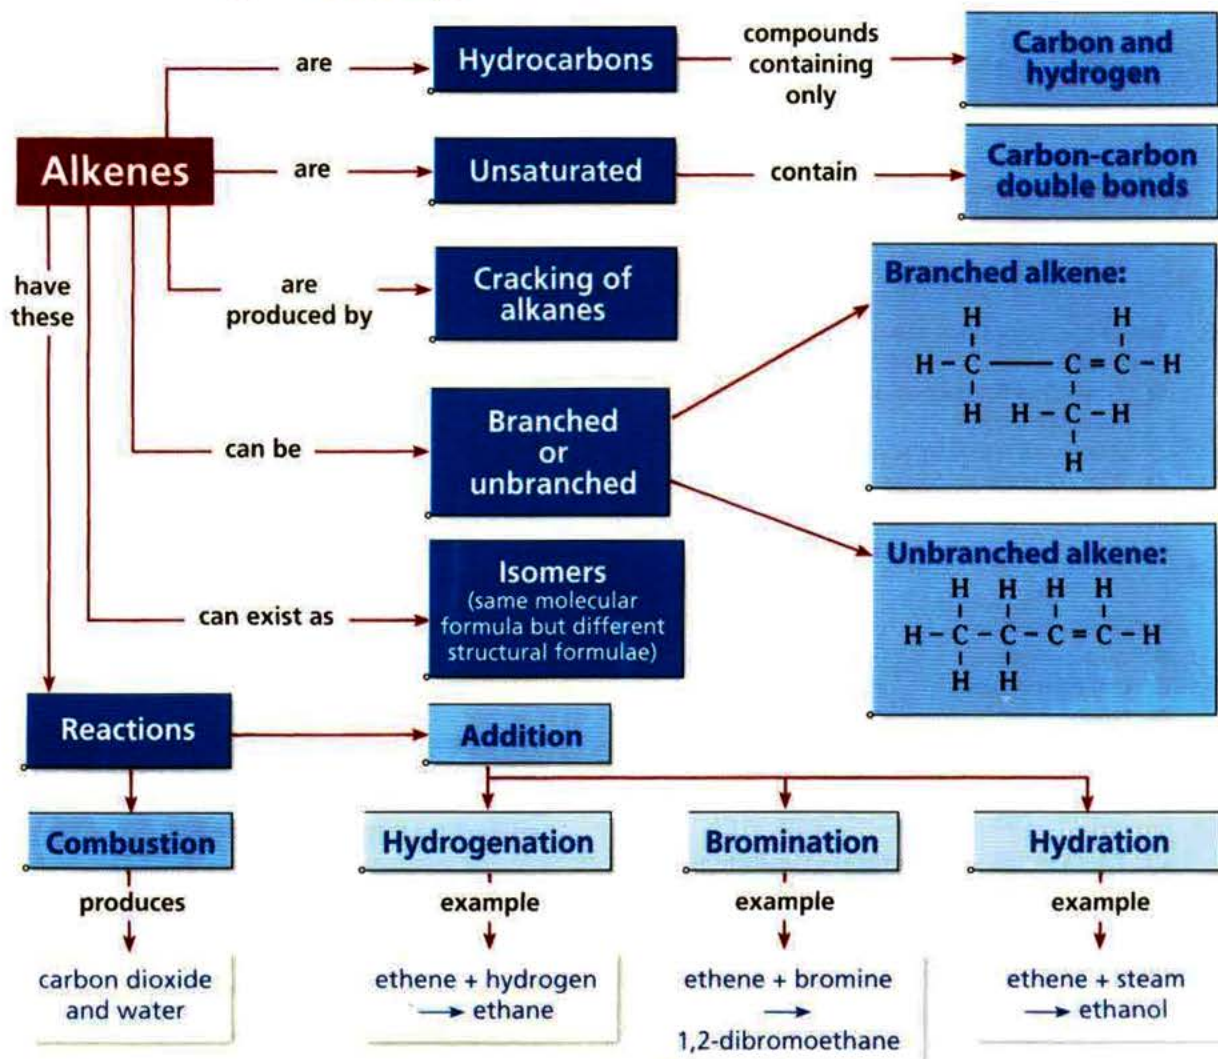 Alkenes
are
Hydrocarbons
compounds
containing
only
Carbon and
hydrogen
are
Unsaturated
contain
Carbon-carbon
double bonds
have
these
are
produced by
Cracking of
alkanes
can be
Branched
or
unbranched
Branched alkene:
H H
H – C — C = C – H
H H – C – H
H
Unbranched alkene:
H H H H
H – C – C – C = C – H
H H
can exist as
Isomers
(same molecular
formula but different
structural formulae)
Reactions
Addition
Combustion
Hydrogenation
Bromination
Hydration
produces
example
example
example
carbon dioxide
and water
ethene + hydrogen
→ ethane
ethene + bromine
→
1,2-dibromoethane
ethene + steam
→ ethanol